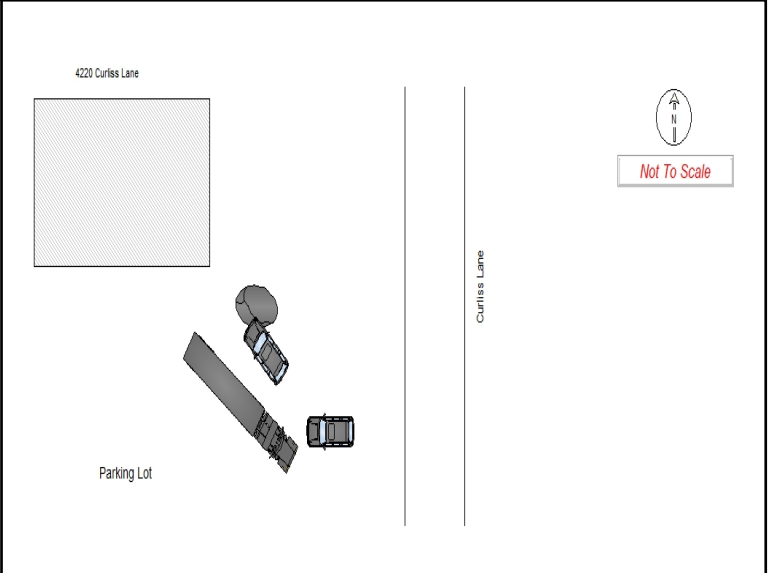 4220 Curliss Lane
N
Not To Scale
Curliss Lane
Parking Lot